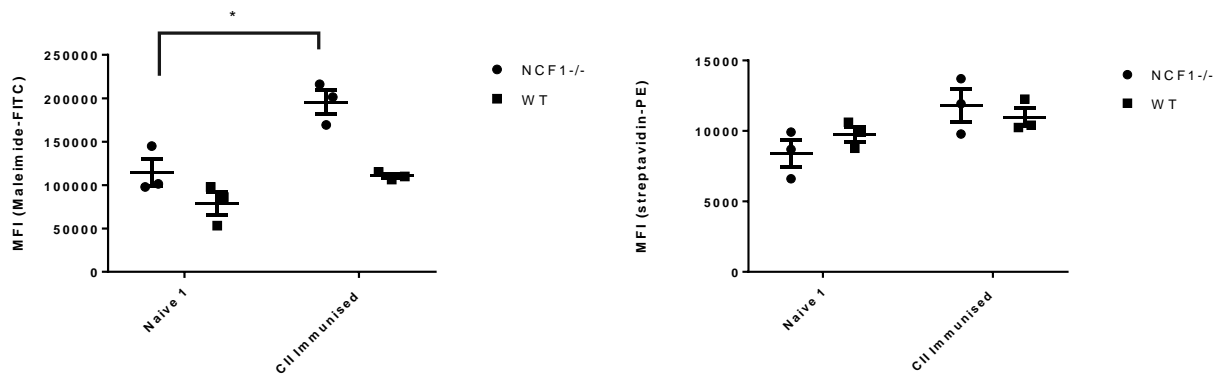 *
MFI (Maleimide-FITC)
250000
200000
150000
100000
50000
0
Naive 1
CII Immunised
NCF1-/-
WT
MFI (streptavidin-PE)
15000
10000
5000
0
Naive 1
CII Immunised
NCF1-/-
WT